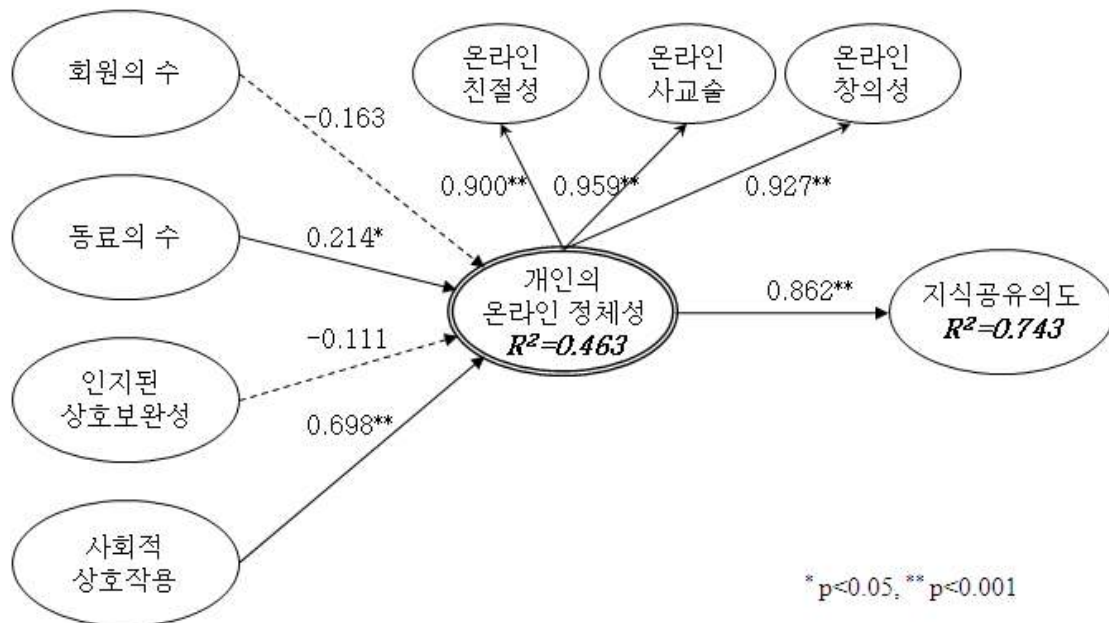 회원의 수
온라인
친절성
온라인
사교술
온라인
창의성
-0.163
0.900**
0.959**
0.927**
동료의 수
0.214*
개인의
온라인 정체성
R²=0.463
0.862**
지식공유의도
R²=0.743
-0.111
인지된
상호보완성
0.698**
사회적
상호작용
* p<0.05, ** p<0.001